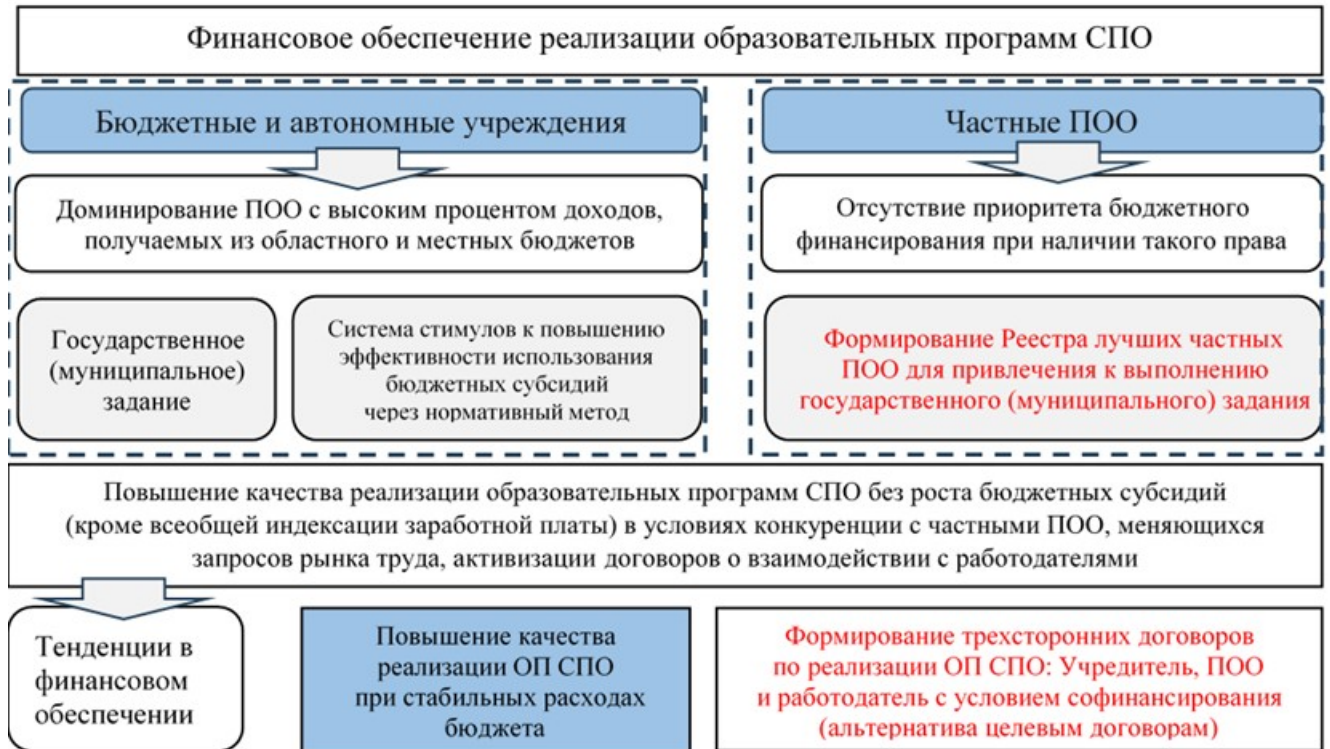 Финансовое обеспечение реализации образовательных программ СПО
Бюджетные и автономные учреждения
Доминирование ПОО с высоким процентом доходов,
получаемых из областного и местных бюджетов
Государственное
(муниципальное)
задание
Система стимулов к повышению
эффективности использования
бюджетных субсидий
через нормативный метод
Частные ПОО
Отсутствие приоритета бюджетного
финансирования при наличии такого права
Формирование Реестра лучших частных
ПОО для привлечения к выполнению
государственного (муниципального) задания
Повышение качества реализации образовательных программ СПО без роста бюджетных субсидий
(кроме всеобщей индексации заработной платы) в условиях конкуренции с частными ПОО, меняющихся
запросов рынка труда, активизации договоров о взаимодействии с работодателями
Тенденции в
финансовом
обеспечении
Повышение качества
реализации ОП СПО
при стабильных расходах
бюджета
Формирование трехсторонних договоров
по реализации ОП СПО: Учредитель, ПОО
и работодатель с условием софинансирования
(альтернатива целевым договорам)